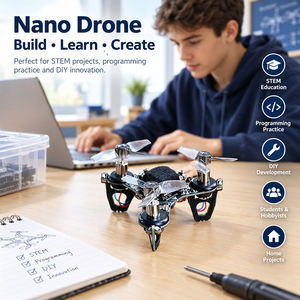 Nano Drone
Build • Learn • Create
Perfect for STEM projects, programming
practice and DIY innovation.
STEM
Education
Programming
Practice
DIY
Development
Students &
Hobbyists
Home
Projects
STEM
Programming
DIY
Innovation